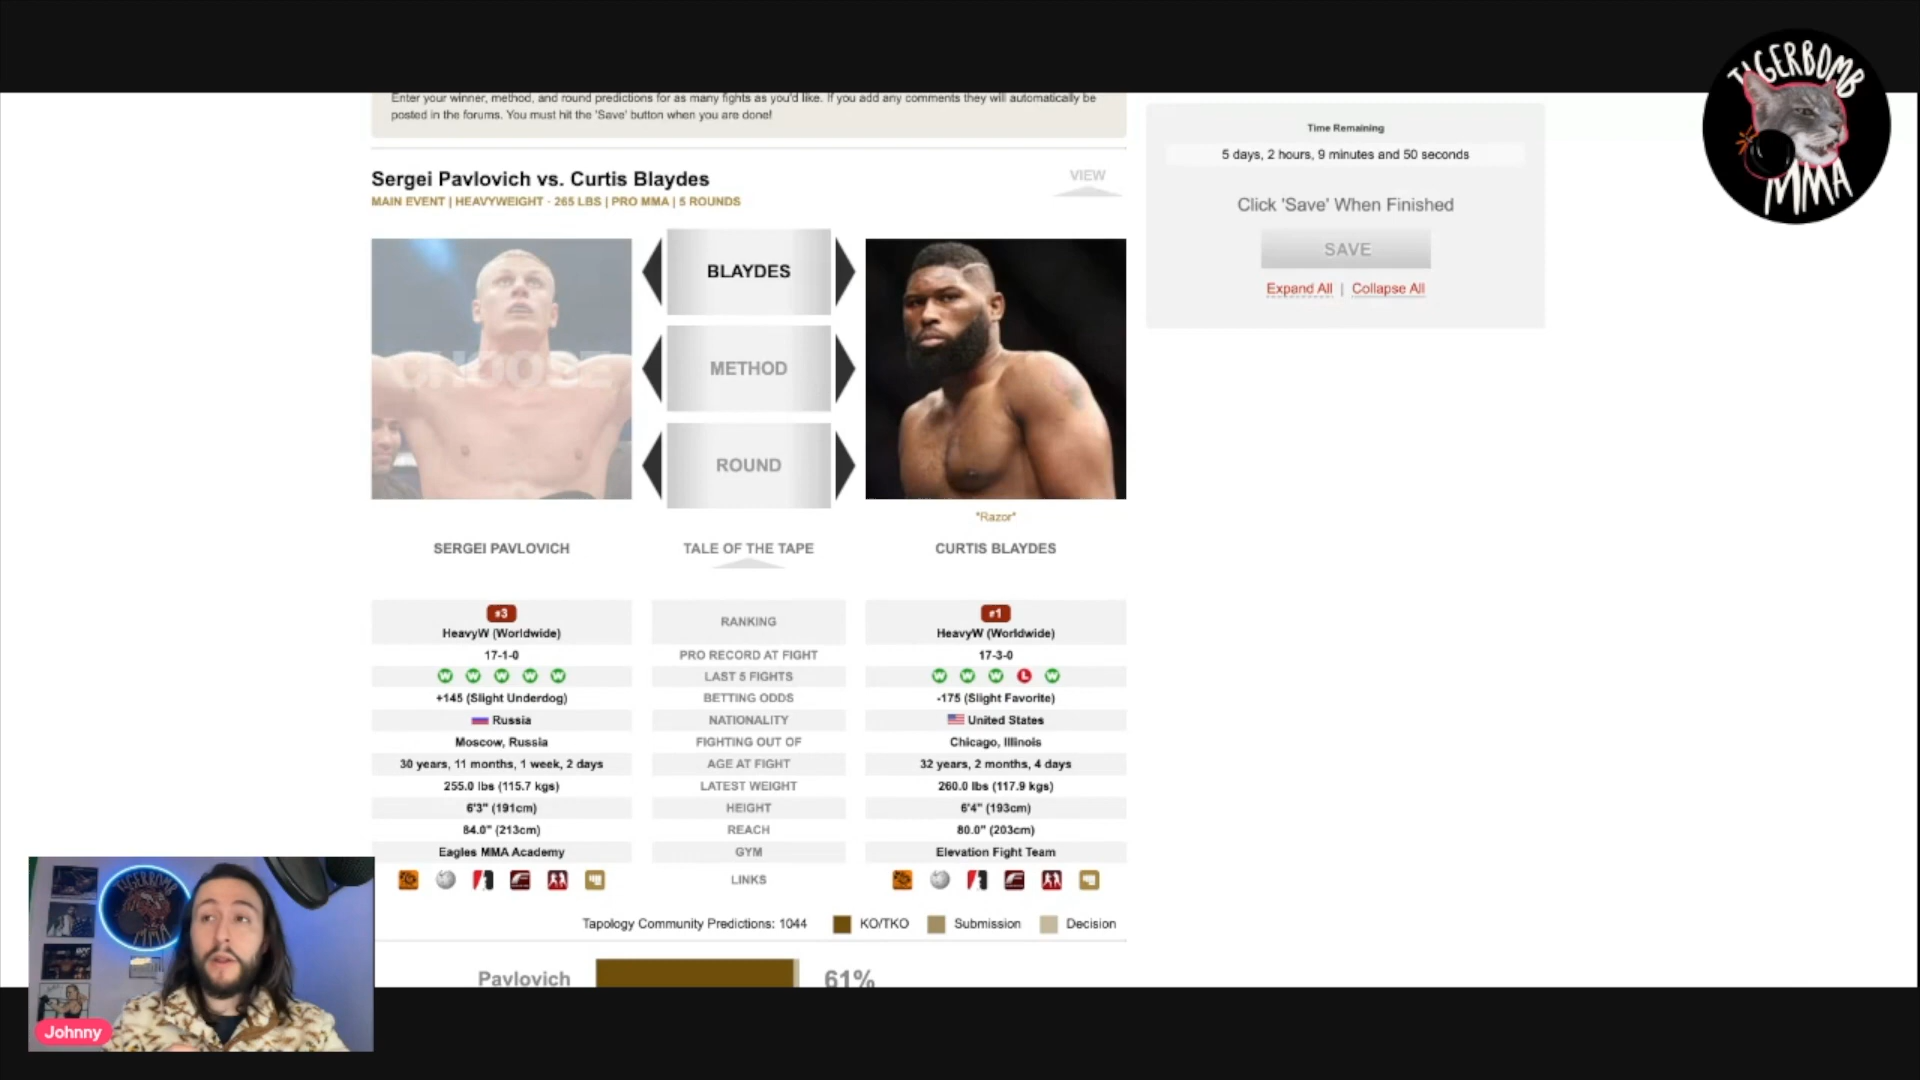 TIGERBOMB
MMA
Enter your winner, method, and round predictions for as many fights as you'd like. If you add any comments they will automatically be
posted in the forums. You must hit the 'Save' button when you are done!
Time Remaining
5 days, 2 hours, 9 minutes and 50 seconds
Click 'Save' When Finished
SAVE
Expand All | Collapse All
Sergei Pavlovich vs. Curtis Blaydes
VIEW
MAIN EVENT | HEAVYWEIGHT · 265 LBS | PRO MMA | 5 ROUNDS
BLAYDES
CHOOSE
METHOD
ROUND
"Razor"
SERGEI PAVLOVICH TALE OF THE TAPE CURTIS BLAYDES
#3 #1
RANKING
HeavyW (Worldwide) HeavyW (Worldwide)
17-1-0 PRO RECORD AT FIGHT 17-3-0
W W W W W LAST 5 FIGHTS W W W L W
+145 (Slight Underdog) BETTING ODDS -175 (Slight Favorite)
Russia NATIONALITY United States
Moscow, Russia FIGHTING OUT OF Chicago, Illinois
30 years, 11 months, 1 week, 2 days AGE AT FIGHT 32 years, 2 months, 4 days
255.0 lbs (115.7 kgs) LATEST WEIGHT 260.0 lbs (117.9 kgs)
6'3" (191cm) HEIGHT 6'4" (193cm)
84.0" (213cm) REACH 80.0" (203cm)
Eagles MMA Academy GYM Elevation Fight Team
LINKS
Tapology Community Predictions: 1044 KO/TKO Submission Decision
Pavlovich 61%
TIGERBOMB
MMA
Johnny